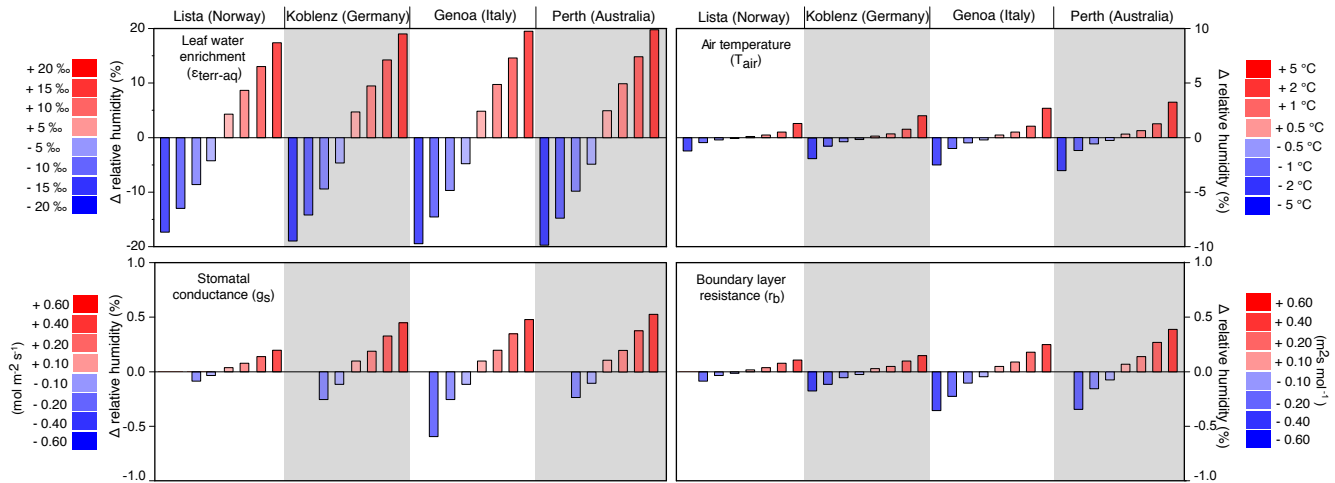 Lista (Norway) Koblenz (Germany) Genoa (Italy) Perth (Australia) Lista (Norway) Koblenz (Germany) Genoa (Italy) Perth (Australia)
Leaf water
enrichment
(εterr-aq)
Air temperature
(Tair)
+ 20 ‰
+ 15 ‰
+ 10 ‰
+ 5 ‰
- 5 ‰
- 10 ‰
- 15 ‰
- 20 ‰
Δ relative humidity (%)
20
10
0
-10
-20
10
5
0
-5
-10
Δ relative humidity (%)
+ 5 °C
+ 2 °C
+ 1 °C
+ 0.5 °C
- 0.5 °C
- 1 °C
- 2 °C
- 5 °C
Stomatal
conductance (gs)
Boundary layer
resistance (rb)
(mol m-2 s-1)
+ 0.60
+ 0.40
+ 0.20
+ 0.10
- 0.10
- 0.20
- 0.40
- 0.60
Δ relative humidity (%)
1.0
0.5
0.0
-0.5
-1.0
1.0
0.5
0.0
-0.5
-1.0
Δ relative humidity (%)
+ 0.60
+ 0.40
+ 0.20
+ 0.10
- 0.10
- 0.20
- 0.40
- 0.60
(m2s mol-1)